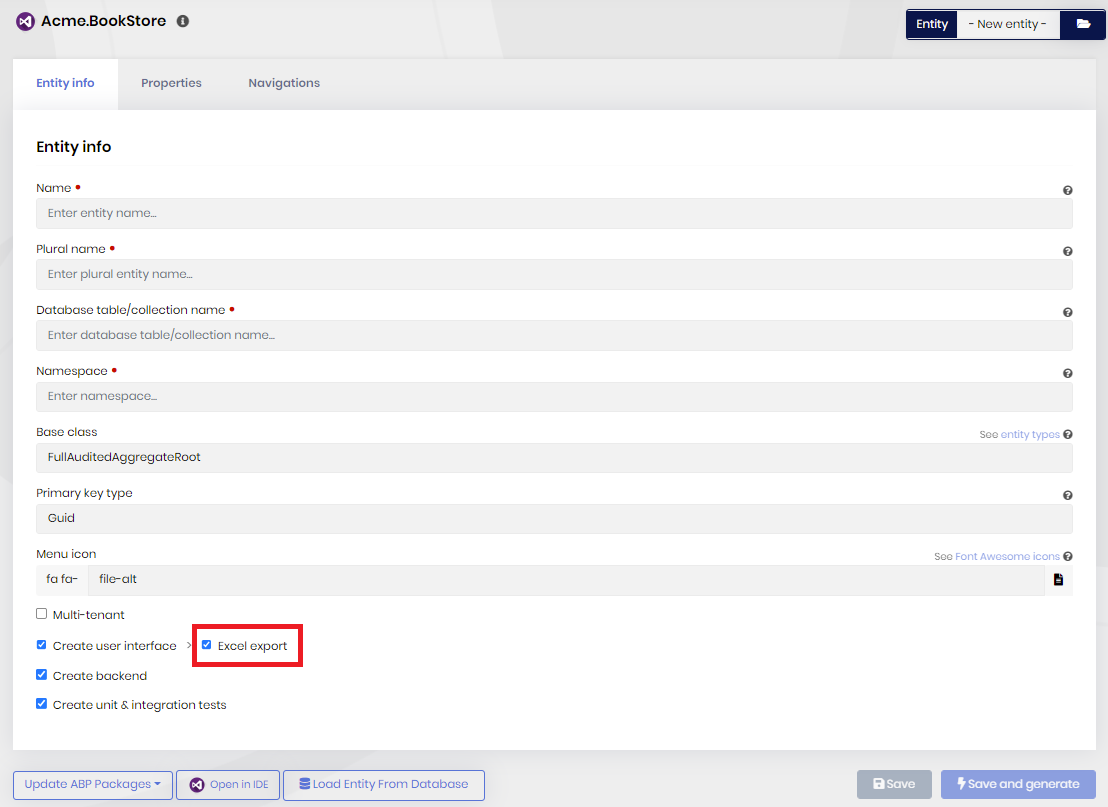 Acme.BookStore
Entity - New entity -
Entity info Properties Navigations
Entity info
Name
Enter entity name...
Plural name
Enter plural entity name...
Database table/collection name
Enter database table/collection name...
Namespace
Enter namespace...
Base class See entity types
FullAuditedAggregateRoot
Primary key type
Guid
Menu icon See Font Awesome icons
fa fa- file-alt
Multi-tenant
Create user interface > Excel export
Create backend
Create unit & integration tests
Update ABP Packages Open in IDE Load Entity From Database Save Save and generate